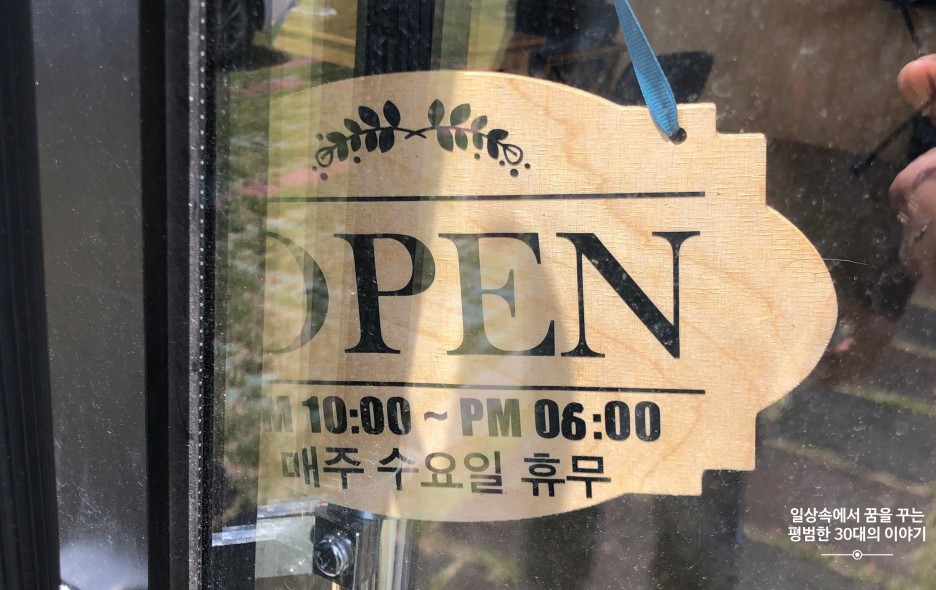 OPEN
M 10:00 ~ PM 06:00
매주 수요일 휴무
일상속에서 꿈을 꾸는
평범한 30대의 이야기